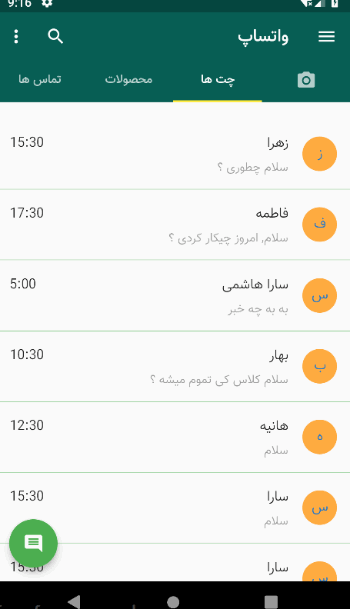 9:16
واتساپ
چت ها
محصولات
تماس ها
ز
زهرا
15:30
سلام چطوری ؟
ف
فاطمه
17:30
سلام, امروز چیکار کردی ؟
س
سارا هاشمی
5:00
به به چه خبر
ب
بهار
10:30
سلام کلاس کی تموم میشه ؟
ه
هانیه
12:30
سلام
س
سارا
15:30
سلام
س
سارا
15:30